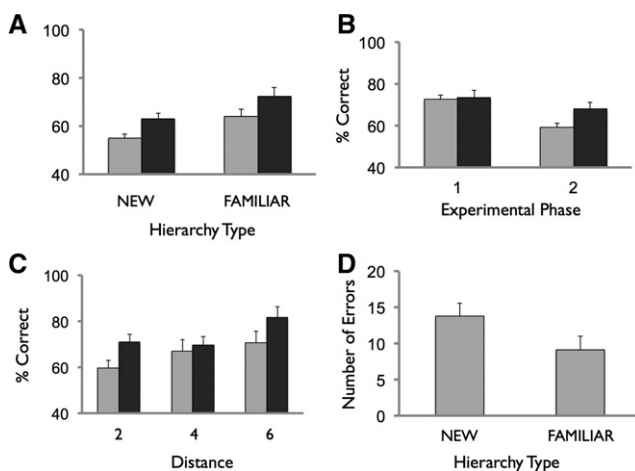 A
100
80
60
40
% Correct
NEW FAMILIAR
Hierarchy Type
B
100
80
60
40
% Correct
1 2
Experimental Phase
C
100
80
60
40
% Correct
2 4 6
Distance
D
20
15
10
5
0
Number of Errors
NEW FAMILIAR
Hierarchy Type